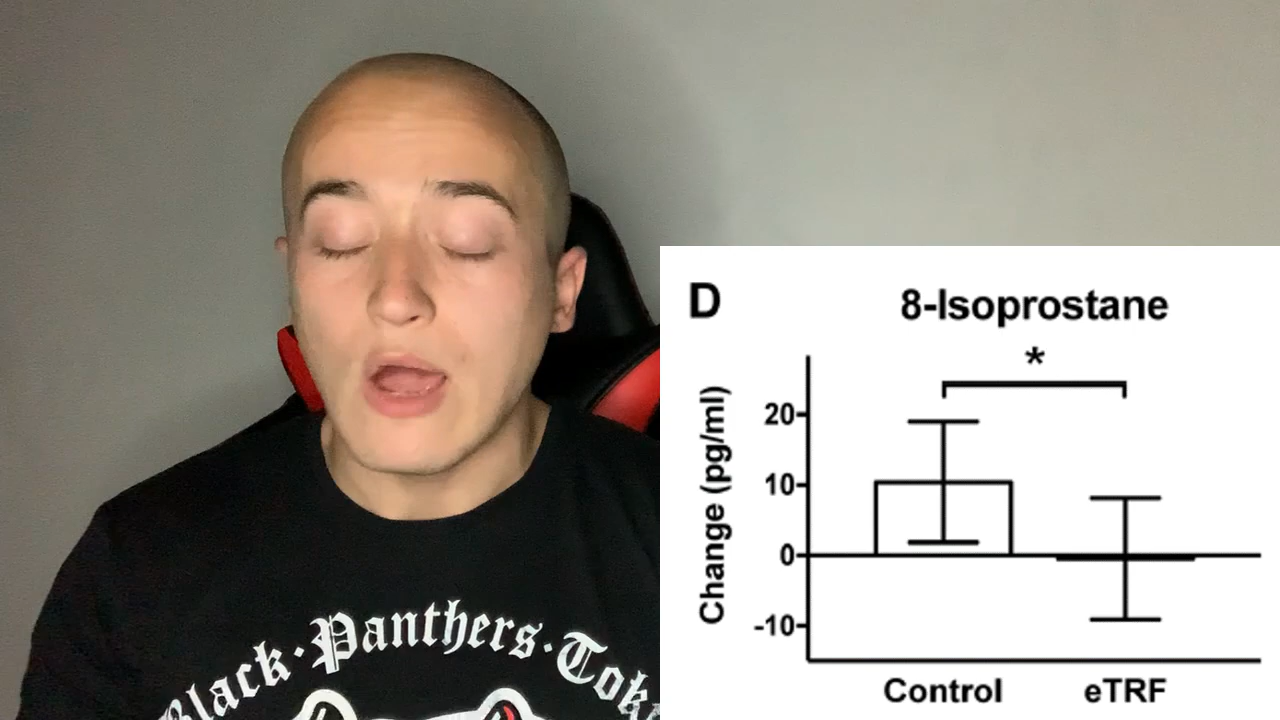 Black·Panthers·Tok
D
8-Isoprostane
*
Change (pg/ml)
20
10
0
-10
Control
eTRF